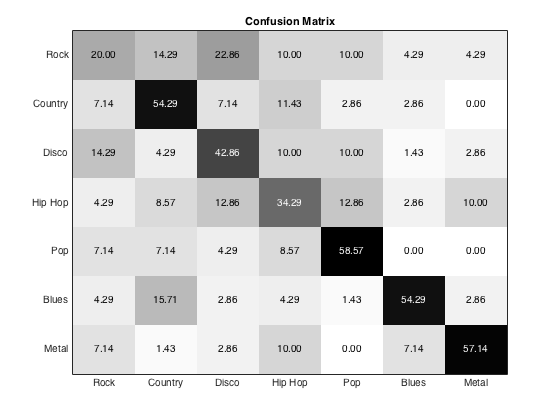 Confusion Matrix
Rock 20.00 14.29 22.86 10.00 10.00 4.29 4.29
Country 7.14 54.29 7.14 11.43 2.86 2.86 0.00
Disco 14.29 4.29 42.86 10.00 10.00 1.43 2.86
Hip Hop 4.29 8.57 12.86 34.29 12.86 2.86 10.00
Pop 7.14 7.14 4.29 8.57 58.57 0.00 0.00
Blues 4.29 15.71 2.86 4.29 1.43 54.29 2.86
Metal 7.14 1.43 2.86 10.00 0.00 7.14 57.14
Rock Country Disco Hip Hop Pop Blues Metal